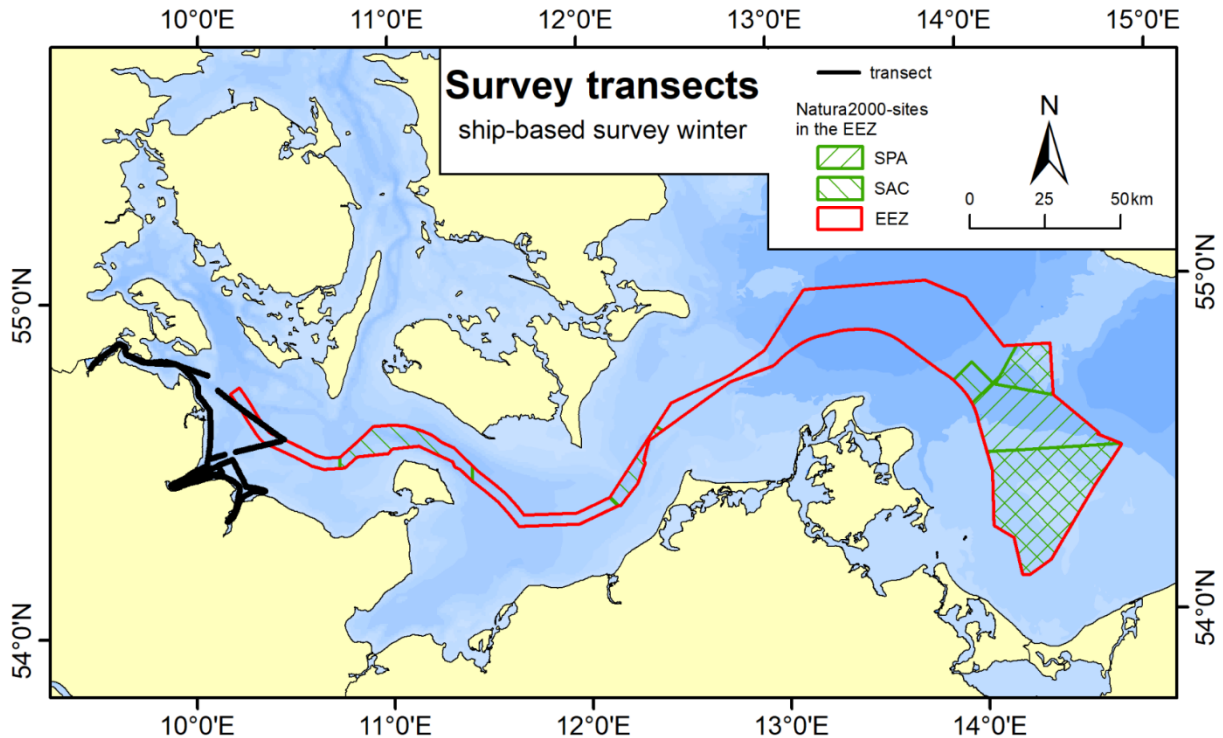 10°0'E 11°0'E 12°0'E 13°0'E 14°0'E 15°0'E
Survey transects
ship-based survey winter
transect
Natura2000-sites
in the EEZ
SPA
SAC
EEZ
N
0 25 50 km
55°0'N 55°0'N
54°0'N 54°0'N
10°0'E 11°0'E 12°0'E 13°0'E 14°0'E